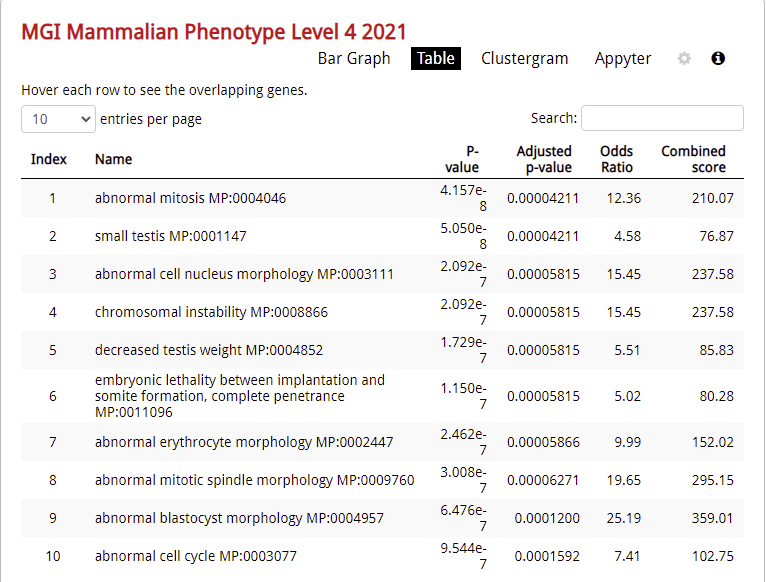 MGI Mammalian Phenotype Level 4 2021
Bar Graph Table Clustergram Appyter
Hover each row to see the overlapping genes.
10 entries per page Search:
Index Name P-value Adjusted p-value Odds Ratio Combined score
1 abnormal mitosis MP:0004046 4.157e-8 0.00004211 12.36 210.07
2 small testis MP:0001147 5.050e-8 0.00004211 4.58 76.87
3 abnormal cell nucleus morphology MP:0003111 2.092e-7 0.00005815 15.45 237.58
4 chromosomal instability MP:0008866 2.092e-7 0.00005815 15.45 237.58
5 decreased testis weight MP:0004852 1.729e-7 0.00005815 5.51 85.83
6 embryonic lethality between implantation and somite formation, complete penetrance MP:0011096 1.150e-7 0.00005815 5.02 80.28
7 abnormal erythrocyte morphology MP:0002447 2.462e-7 0.00005866 9.99 152.02
8 abnormal mitotic spindle morphology MP:0009760 3.008e-7 0.00006271 19.65 295.15
9 abnormal blastocyst morphology MP:0004957 6.476e-7 0.0001200 25.19 359.01
10 abnormal cell cycle MP:0003077 9.544e-7 0.0001592 7.41 102.75